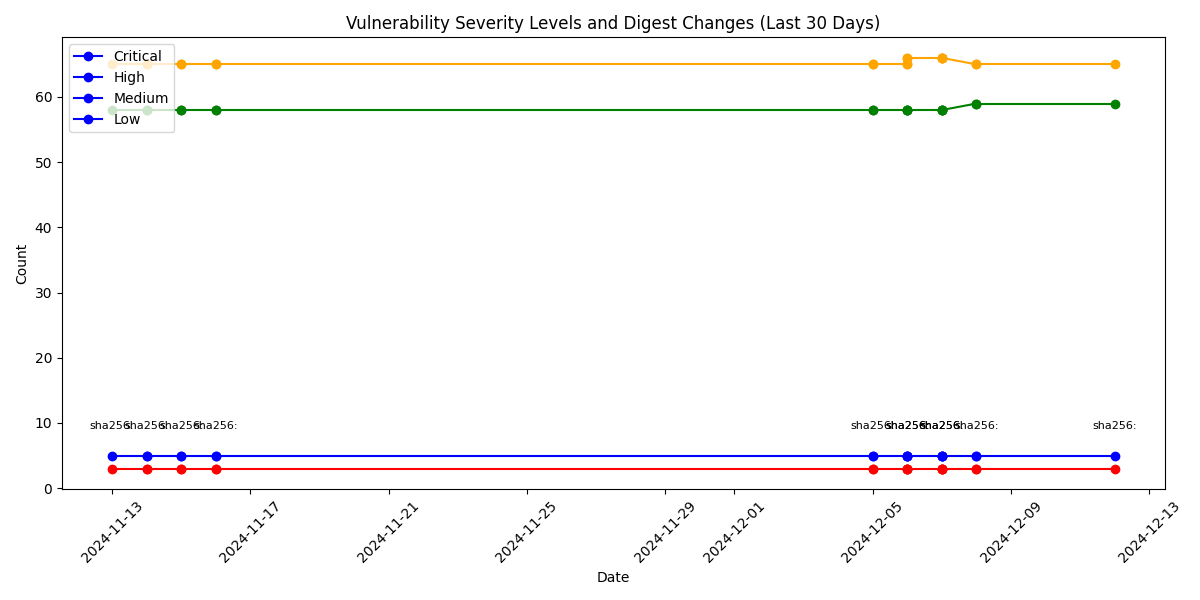 Vulnerability Severity Levels and Digest Changes (Last 30 Days)
Critical
High
Medium
Low
Count
60
50
40
30
20
10
0
sha256:
sha256:
sha256:
sha256:
sha256:
sha256:
sha256:
sha256:
sha256:
2024-11-13
2024-11-17
2024-11-21
2024-11-25
2024-11-29
2024-12-01
2024-12-05
2024-12-09
2024-12-13
Date